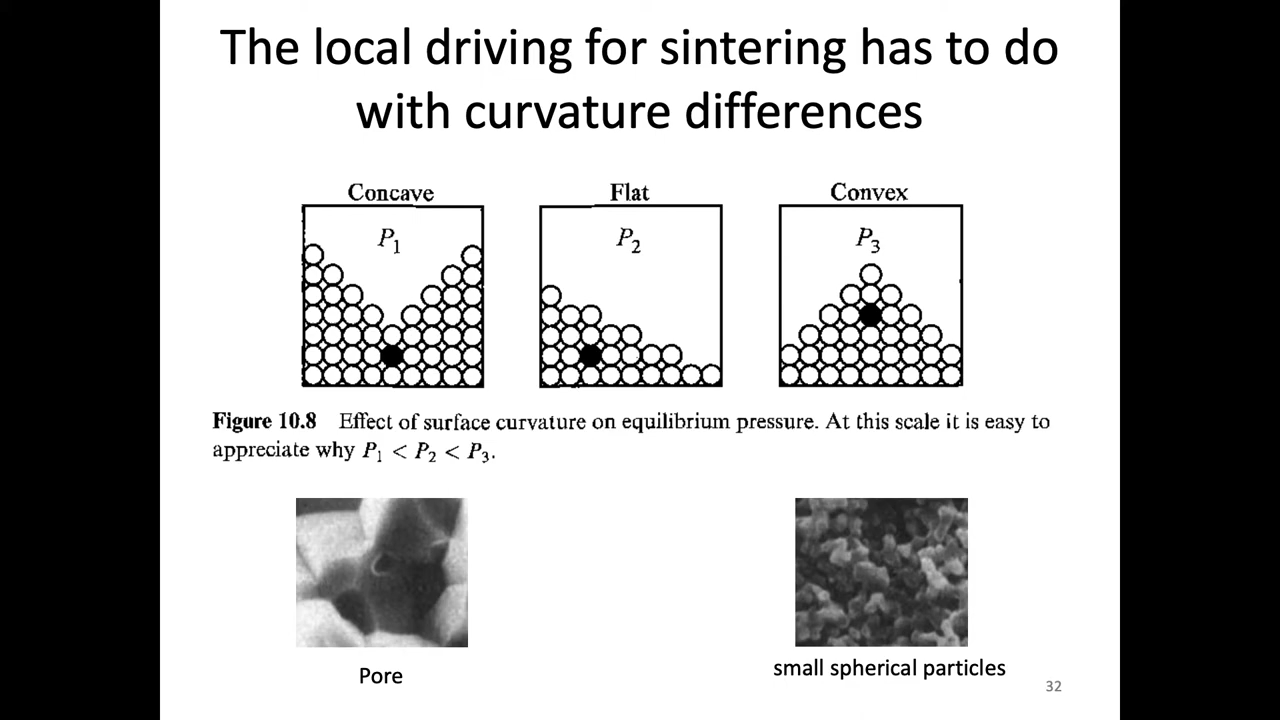 The local driving for sintering has to do
with curvature differences
Concave
Flat
Convex
P1
P2
P3
Figure 10.8 Effect of surface curvature on equilibrium pressure. At this scale it is easy to
appreciate why P1 < P2 < P3.
Pore
small spherical particles
32